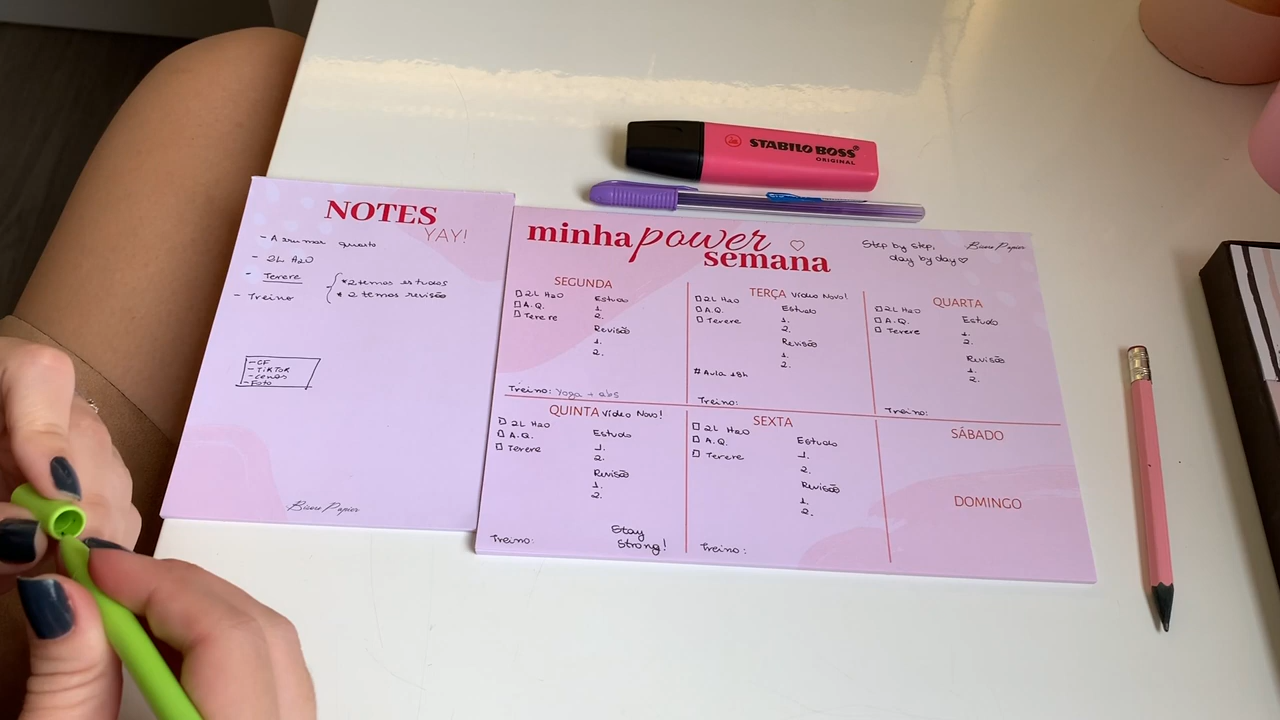 NOTES
YAY!
- Arrumar quarto
- 2L H2O
- Terere
- Treino
*2 temas estudos
* 2 temas revisão
- CF
- TIKTOK
- Foto
Bisou Papier
STABILO BOSS
ORIGINAL
minha power semana
Step by step,
day by day♡
Bisou Papier
SEGUNDA
2L H2O
A.Q.
Terere
Estudo
1.
2.
Revisão
1.
2.
Treino: Yoga + abs
TERÇA Vídeo Novo!
2L H2O
A.Q.
Terere
Estudo
1.
2.
Revisão
1.
2.
# Aula 18h
Treino:
QUARTA
2L H2O
A.Q.
Terere
Estudo
1.
2.
Revisão
1.
2.
Treino:
QUINTA Vídeo Novo!
2L H2O
A.Q.
Terere
Estudo
1.
2.
Revisão
1.
2.
Treino:
Stay
Strong!
SEXTA
2L H2O
A.Q.
Terere
Estudo
1.
2.
Revisão
1.
2.
Treino:
SÁBADO
DOMINGO